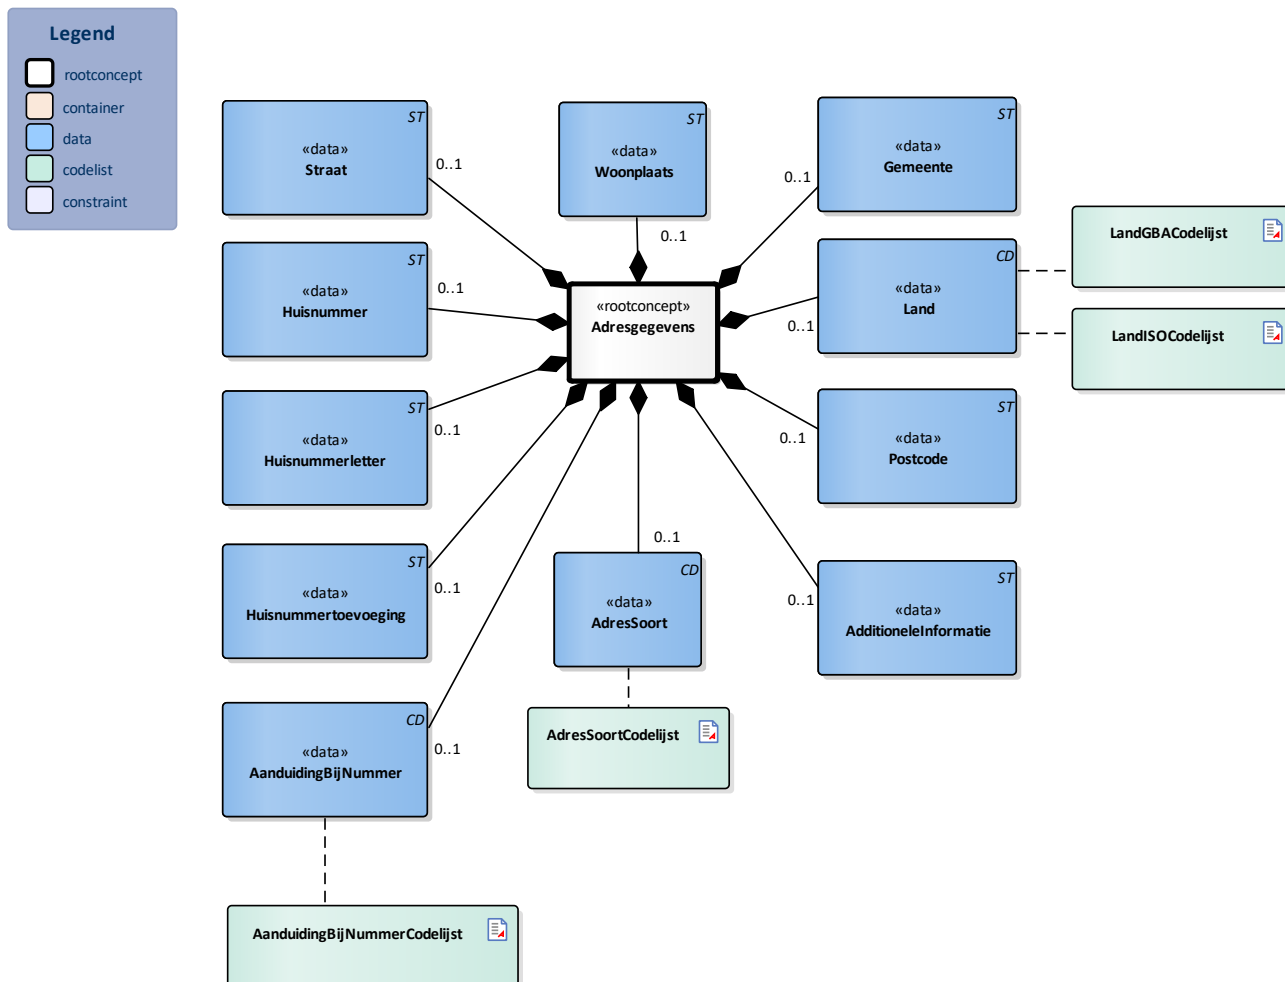 Legend
rootconcept
container
data
codelist
constraint
ST
«data»
Straat
0..1
ST
«data»
Woonplaats
0..1
ST
«data»
Gemeente
0..1
ST
«data»
Huisnummer
0..1
«rootconcept»
Adresgegevens
CD
«data»
Land
0..1
LandGBACodelijst
LandISOCodelijst
ST
«data»
Huisnummerletter
0..1
ST
«data»
Postcode
0..1
ST
«data»
Huisnummertoevoeging
0..1
0..1
CD
«data»
AdresSoort
ST
«data»
AdditioneleInformatie
0..1
CD
«data»
AanduidingBijNummer
0..1
AdresSoortCodelijst
AanduidingBijNummerCodelijst